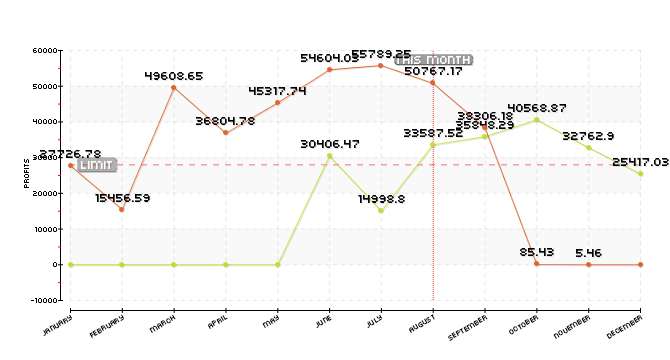 60000
50000
40000
30000
20000
10000
0
-10000
PROFITS
27726.78
LIMIT
15456.59
49608.65
36804.78
45317.74
54604.03
55789.25
THIS MONTH
50767.17
38306.18
85.43
5.46
30406.47
14998.8
33587.52
35848.29
40568.87
32762.9
25417.03
JANUARY
FEBRUARY
MARCH
APRIL
MAY
JUNE
JULY
AUGUST
SEPTEMBER
OCTOBER
NOVEMBER
DECEMBER